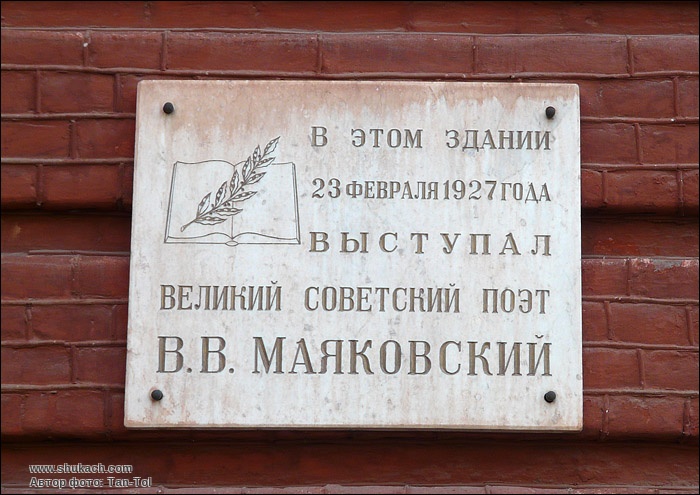 В ЭТОМ ЗДАНИИ
23 ФЕВРАЛЯ 1927 ГОДА
ВЫСТУПАЛ
ВЕЛИКИЙ СОВЕТСКИЙ ПОЭТ
В.В. МАЯКОВСКИЙ
www.shukach.com
Автор фото: Tan-Tol